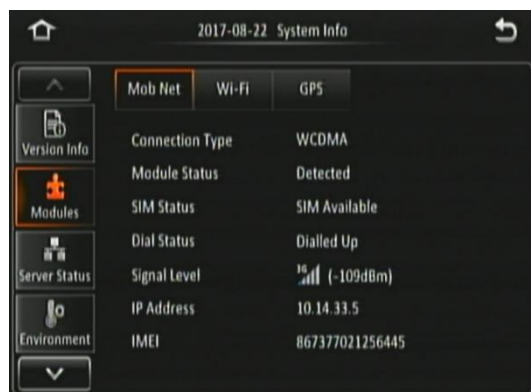 2017-08-22 System Info
Mob Net Wi-Fi GPS
Version Info
Modules
Server Status
Environment
Connection Type WCDMA
Module Status Detected
SIM Status SIM Available
Dial Status Dialled Up
Signal Level 3G (-109dBm)
IP Address 10.14.33.5
IMEI 867377021256445